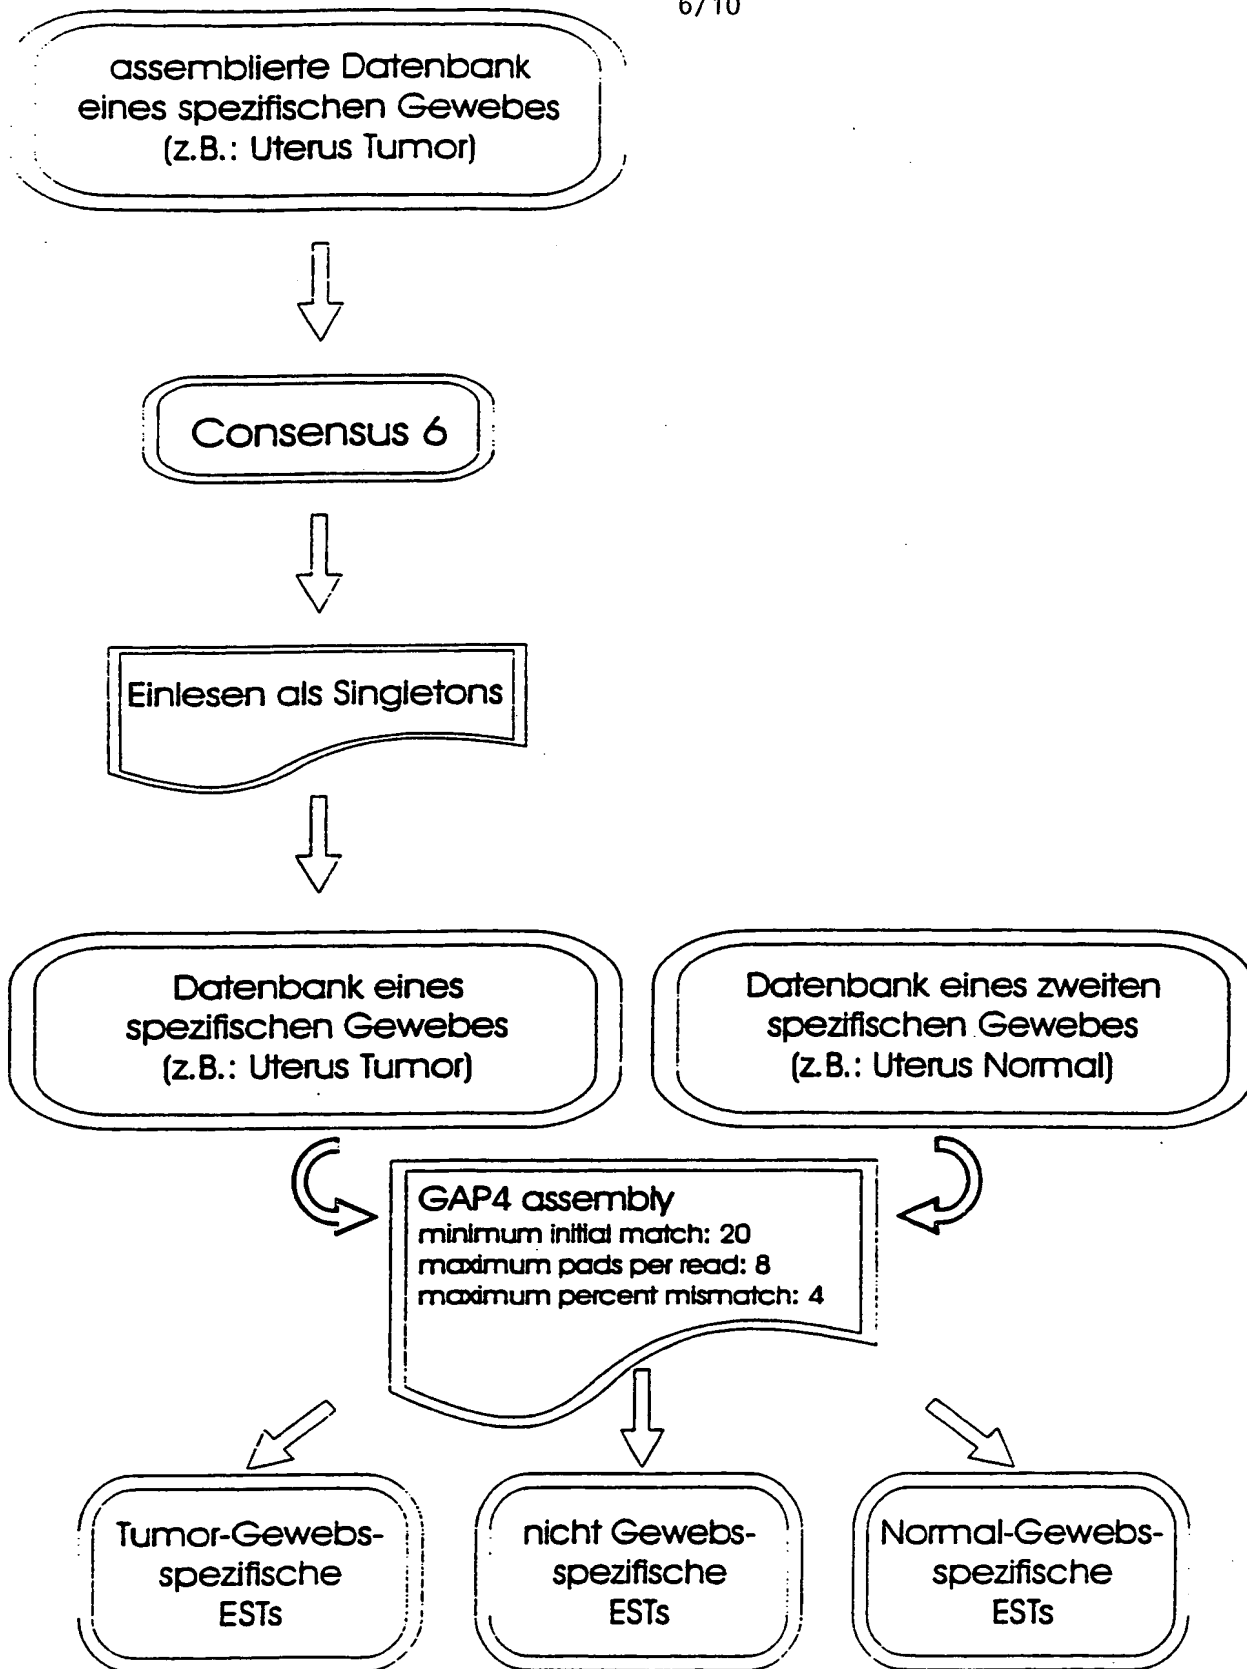 6/10
assemblierte Datenbank
eines spezifischen Gewebes
(z.B.: Uterus Tumor)
Consensus 6
Einlesen als Singletons
Datenbank eines
spezifischen Gewebes
(z.B.: Uterus Tumor)
Datenbank eines zweiten
spezifischen Gewebes
(z.B.: Uterus Normal)
GAP4 assembly
minimum initial match: 20
maximum pads per read: 8
maximum percent mismatch: 4
Tumor-Gewebs-
spezifische
ESTs
nicht Gewebs-
spezifische
ESTs
Normal-Gewebs-
spezifische
ESTs